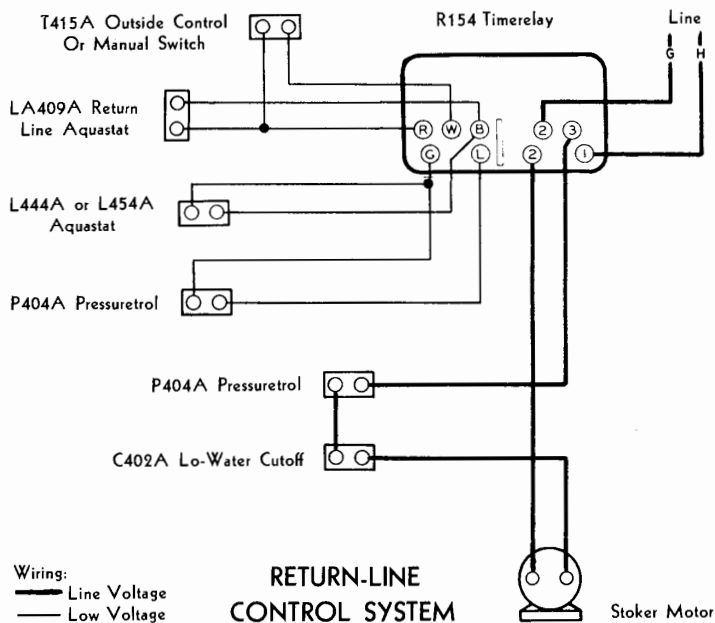 T415A Outside Control
Or Manual Switch
R154 Timerelay
Line
G H
LA409A Return
Line Aquastat
R W B 2 3
G L 2 1
L444A or L454A
Aquastat
P404A Pressuretrol
P404A Pressuretrol
C402A Lo-Water Cutoff
Wiring:
Line Voltage
Low Voltage
RETURN-LINE
CONTROL SYSTEM
Stoker Motor